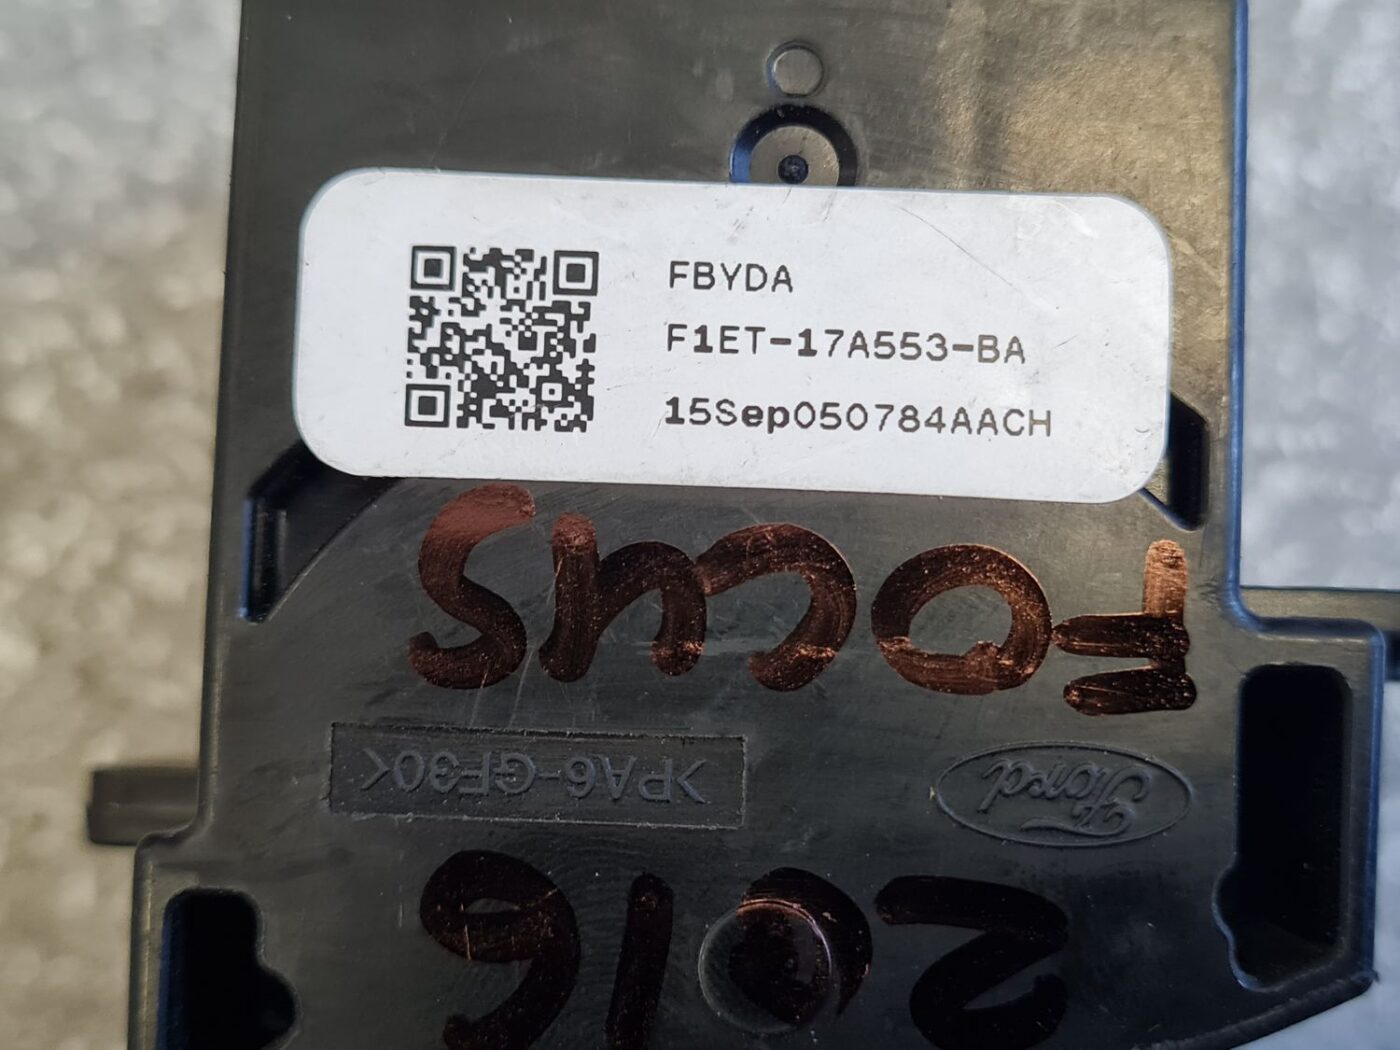 FBYDA
F1ET-17A553-BA
15Sep050784AACH
FOCUS
>PA6-GF30<
Ford
2016